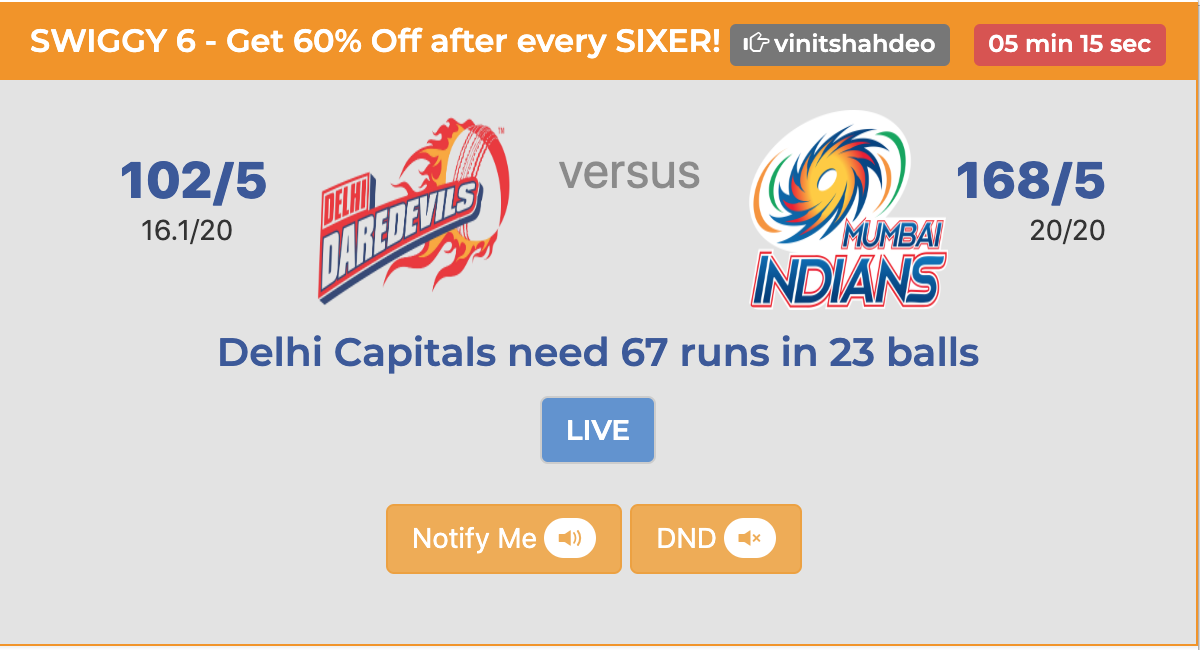 SWIGGY 6 - Get 60% Off after every SIXER! vinitshahdeo 05 min 15 sec
102/5
16.1/20
DELHI
DAREDEVILS
TM
versus
MUMBAI
INDIANS
168/5
20/20
Delhi Capitals need 67 runs in 23 balls
LIVE
Notify Me DND